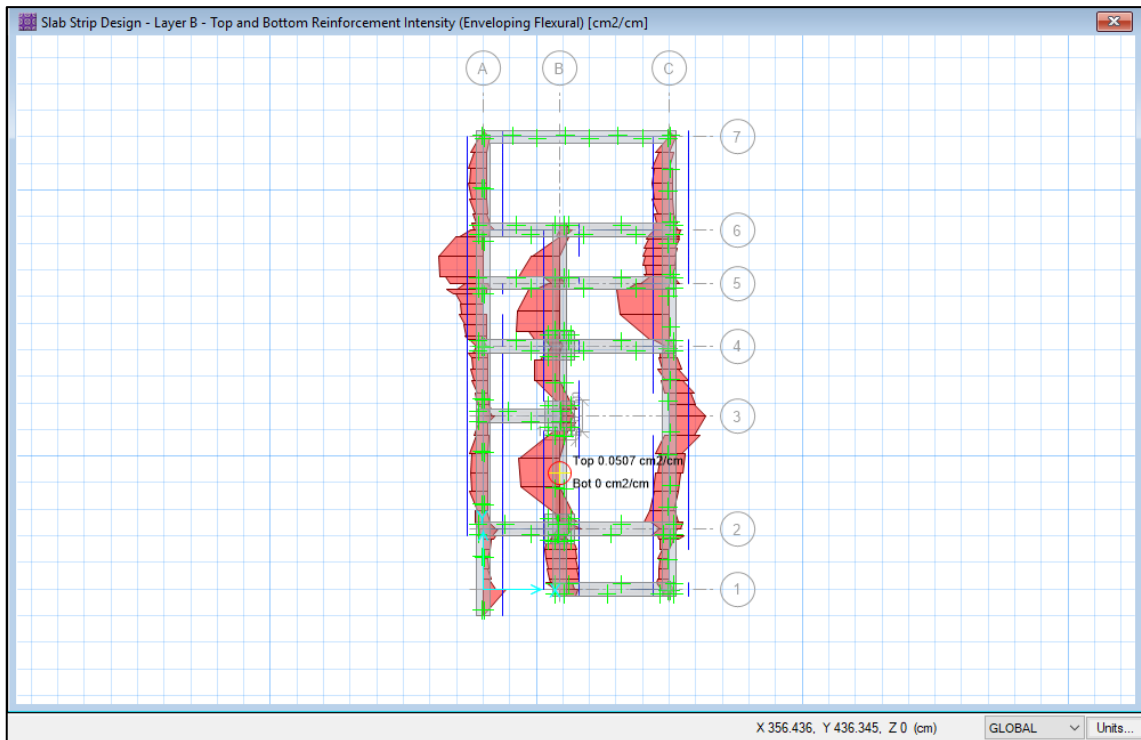 Slab Strip Design - Layer B - Top and Bottom Reinforcement Intensity (Enveloping Flexural) [cm2/cm]
A B C
7
6
5
4
3
Top 0.0507 cm2/cm
Bot 0 cm2/cm
2
1
X 356.436, Y 436.345, Z 0 (cm) GLOBAL Units...